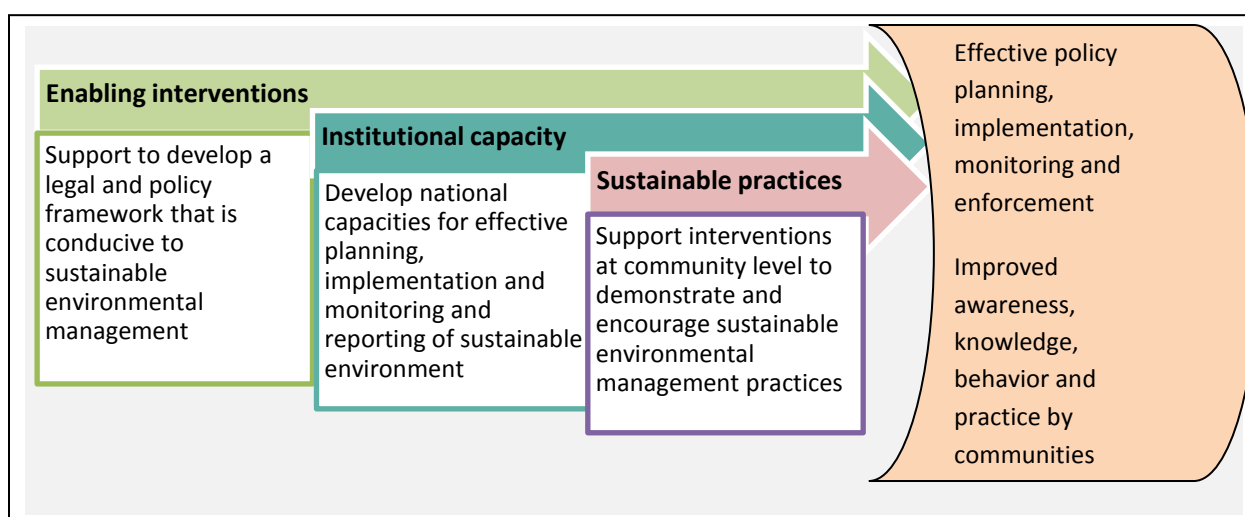 Enabling interventions
Support to develop a
legal and policy
framework that is
conducive to
sustainable
environmental
management
Institutional capacity
Develop national
capacities for effective
planning,
implementation and
monitoring and
reporting of sustainable
environment
Sustainable practices
Support interventions
at community level to
demonstrate and
encourage sustainable
environmental
management practices
Effective policy
planning,
implementation,
monitoring and
enforcement
Improved
awareness,
knowledge,
behavior and
practice by
communities